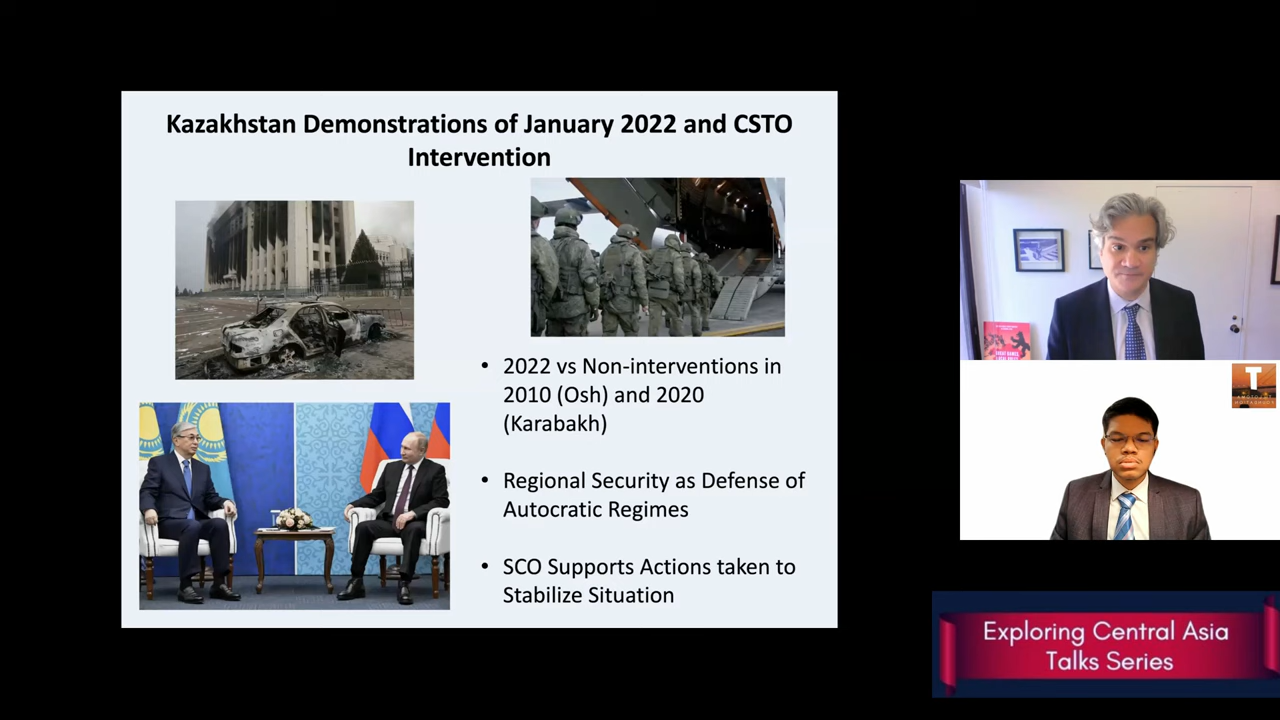 Kazakhstan Demonstrations of January 2022 and CSTO
Intervention
• 2022 vs Non-interventions in
2010 (Osh) and 2020
(Karabakh)
• Regional Security as Defense of
Autocratic Regimes
• SCO Supports Actions taken to
Stabilize Situation
T
Exploring Central Asia
Talks Series